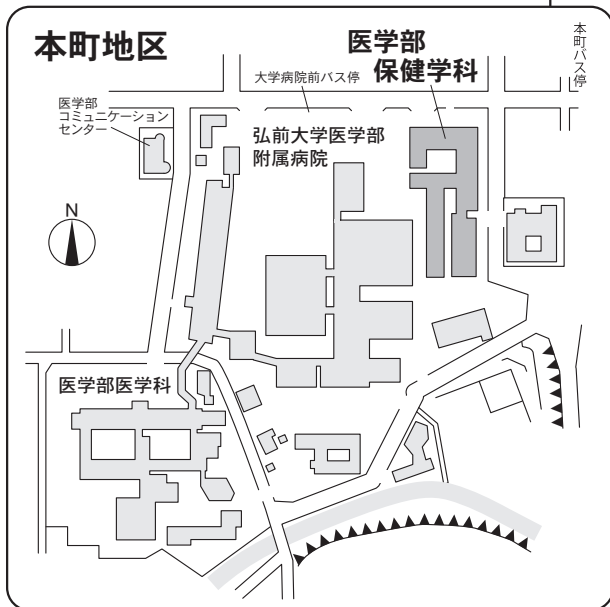 本町地区
医学部
保健学科
本町バス停
大学病院前バス停
医学部
コミュニケーション
センター
弘前大学医学部
附属病院
N
医学部医学科